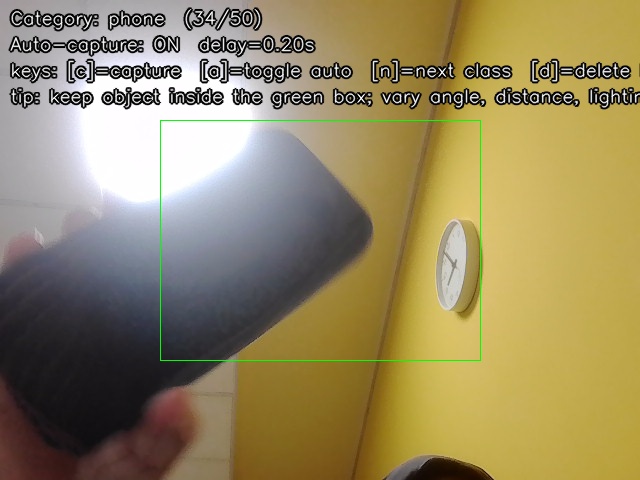 Category: phone (34/50)
Auto-capture: ON delay=0.20s
keys: [c]=capture [a]=toggle auto [n]=next class [d]=delete
tip: keep object inside the green box; vary angle, distance, lightin